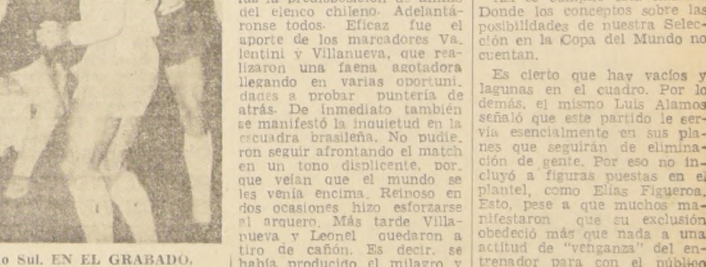 del elenco chileno. Adelantá-
ronse todos. Eficaz fue el
aporte de los marcadores Va-
lentini y Villanueva, que rea-
lizaron una faena agotadora
llegando en varias oportuni-
dades a probar puntería de
atrás. De inmediato también
se manifestó la inquietud en la
escuadra brasileña. No pudie-
ron seguir afrontando el match
en un tono displicente, por-
que veían que el mundo se
les venía encima. Reinoso en
dos ocasiones hizo esforzarse
al arquero. Más tarde Villa-
nueva y Leonel quedaron a
tiro de cañón. Es decir, se
había producido el milagro y
Donde los conceptos sobre las
posibilidades de nuestra Selec-
ción en la Copa del Mundo no
cuentan.
Es cierto que hay vacíos y
lagunas en el cuadro. Por lo
demás, el mismo Luis Alamos
señaló que este partido le ser-
vía esencialmente en sus pla-
nes que seguirán de elimina-
ción de gente. Por eso no in-
cluyó a figuras puestas en el
plantel, como Elías Figueroa.
Esto, pese a que muchos ma-
nifestaron que su exclusión
obedeció más que nada a una
actitud de "venganza" del en-
trenador para con el público
Sul. EN EL GRABADO,